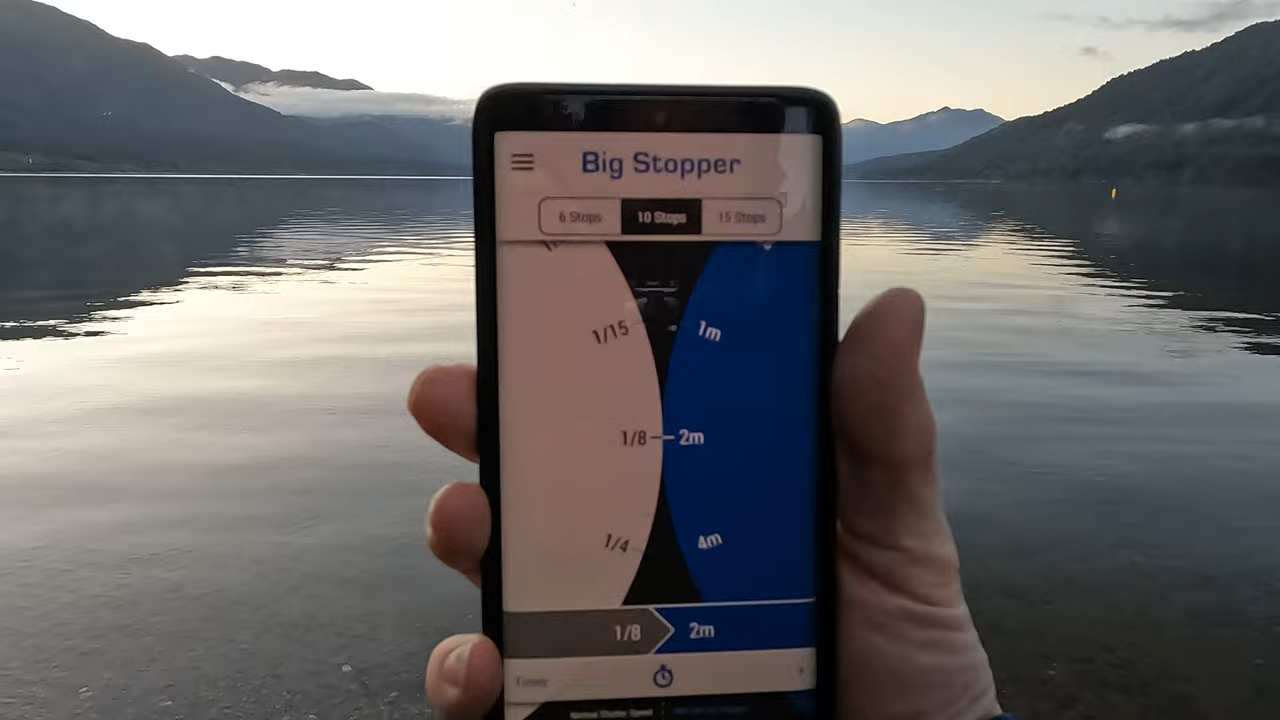 Big Stopper
6 Stops 10 Stops 15 Stops
1/15 1m
1/8 2m
1/4 4m
1/8 2m
Timer